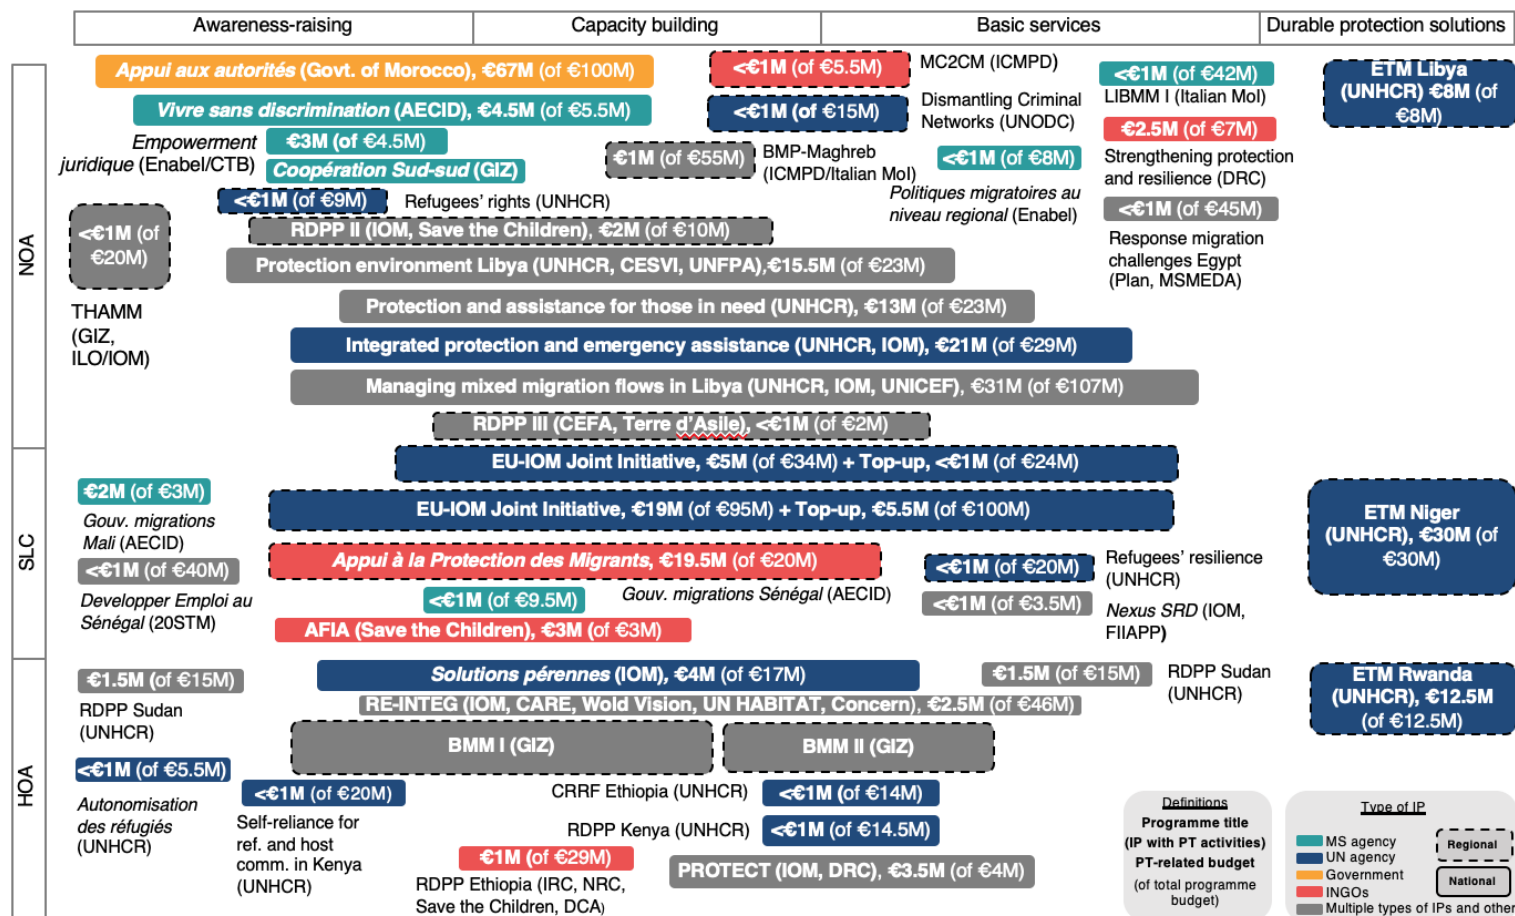 Awareness-raising
Capacity building
Basic services
Durable protection solutions
NOA
Appui aux autorités (Govt. of Morocco), €67M (of €100M)
<€1M (of €5.5M)
MC2CM (ICMPD)
<€1M (of €42M)
LIBMM I (Italian MoI)
ETM Libya
(UNHCR) €8M (of
€8M)
Vivre sans discrimination (AECID), €4.5M (of €5.5M)
<€1M (of €15M)
Dismantling Criminal
Networks (UNODC)
€2.5M (of €7M)
Strengthening protection
and resilience (DRC)
Empowerment
juridique (Enabel/CTB)
€3M (of €4.5M)
Coopération Sud-sud (GIZ)
€1M (of €55M)
BMP-Maghreb
(ICMPD/Italian MoI)
<€1M (of €8M)
Politiques migratoires au
niveau regional (Enabel)
<€1M (of €9M)
Refugees' rights (UNHCR)
<€1M (of €45M)
Response migration
challenges Egypt
(Plan, MSMEDA)
<€1M (of
€20M)
THAMM
(GIZ,
ILO/IOM)
RDPP II (IOM, Save the Children), €2M (of €10M)
Protection environment Libya (UNHCR, CESVI, UNFPA),€15.5M (of €23M)
Protection and assistance for those in need (UNHCR), €13M (of €23M)
Integrated protection and emergency assistance (UNHCR, IOM), €21M (of €29M)
Managing mixed migration flows in Libya (UNHCR, IOM, UNICEF), €31M (of €107M)
RDPP III (CEFA, Terre d'Asile), <€1M (of €2M)
SLC
EU-IOM Joint Initiative, €5M (of €34M) + Top-up, <€1M (of €24M)
€2M (of €3M)
Gouv. migrations
Mali (AECID)
EU-IOM Joint Initiative, €19M (of €95M) + Top-up, €5.5M (of €100M)
ETM Niger
(UNHCR), €30M (of
€30M)
<€1M (of €40M)
Developper Emploi au
Sénégal (20STM)
Appui à la Protection des Migrants, €19.5M (of €20M)
<€1M (of €20M)
Refugees' resilience
(UNHCR)
<€1M (of €9.5M)
Gouv. migrations Sénégal (AECID)
<€1M (of €3.5M)
Nexus SRD (IOM,
FIIAPP)
AFIA (Save the Children), €3M (of €3M)
HOA
€1.5M (of €15M)
RDPP Sudan
(UNHCR)
Solutions pérennes (IOM), €4M (of €17M)
€1.5M (of €15M)
RDPP Sudan
(UNHCR)
ETM Rwanda
(UNHCR), €12.5M
(of €12.5M)
RE-INTEG (IOM, CARE, Wold Vision, UN HABITAT, Concern), €2.5M (of €46M)
BMM I (GIZ)
BMM II (GIZ)
<€1M (of €5.5M)
Autonomisation
des réfugiés
(UNHCR)
<€1M (of €20M)
Self-reliance for
ref. and host
comm. in Kenya
(UNHCR)
CRRF Ethiopia (UNHCR)
<€1M (of €14M)
RDPP Kenya (UNHCR)
<€1M (of €14.5M)
€1M (of €29M)
RDPP Ethiopia (IRC, NRC,
Save the Children, DCA)
PROTECT (IOM, DRC), €3.5M (of €4M)
Definitions
Programme title
(IP with PT activities)
PT-related budget
(of total programme
budget)
Type of IP
MS agency
UN agency
Government
INGOs
Multiple types of IPs and other
Regional
National